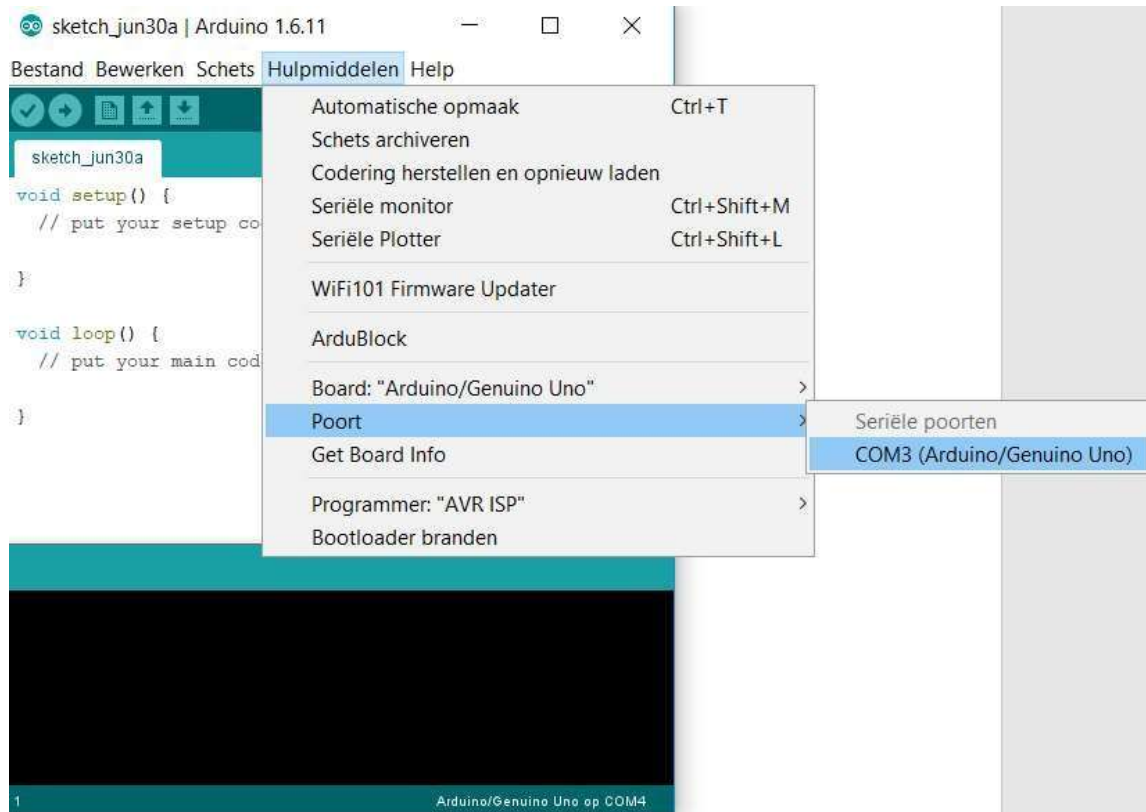 sketch_jun30a | Arduino 1.6.11
Bestand Bewerken Schets Hulpmiddelen Help
sketch_jun30a
void setup() {
// put your setup co
}
void loop() {
// put your main cod
}
Automatische opmaak Ctrl+T
Schets archiveren
Codering herstellen en opnieuw laden
Seriële monitor Ctrl+Shift+M
Seriële Plotter Ctrl+Shift+L
WiFi101 Firmware Updater
ArduBlock
Board: "Arduino/Genuino Uno"
Poort
Get Board Info
Programmer: "AVR ISP"
Bootloader branden
Seriële poorten
COM3 (Arduino/Genuino Uno)
1 Arduino/Genuino Uno op COM4